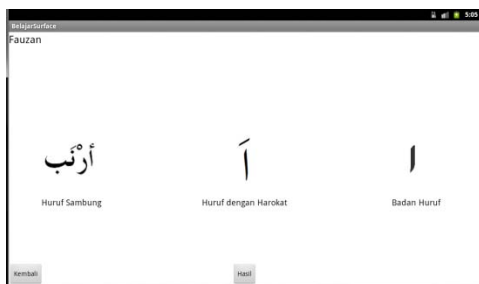 5:05
BelajarSurface
Fauzan
أرْنَب اَ ا
Huruf Sambung Huruf dengan Harokat Badan Huruf
Kembali Hasil